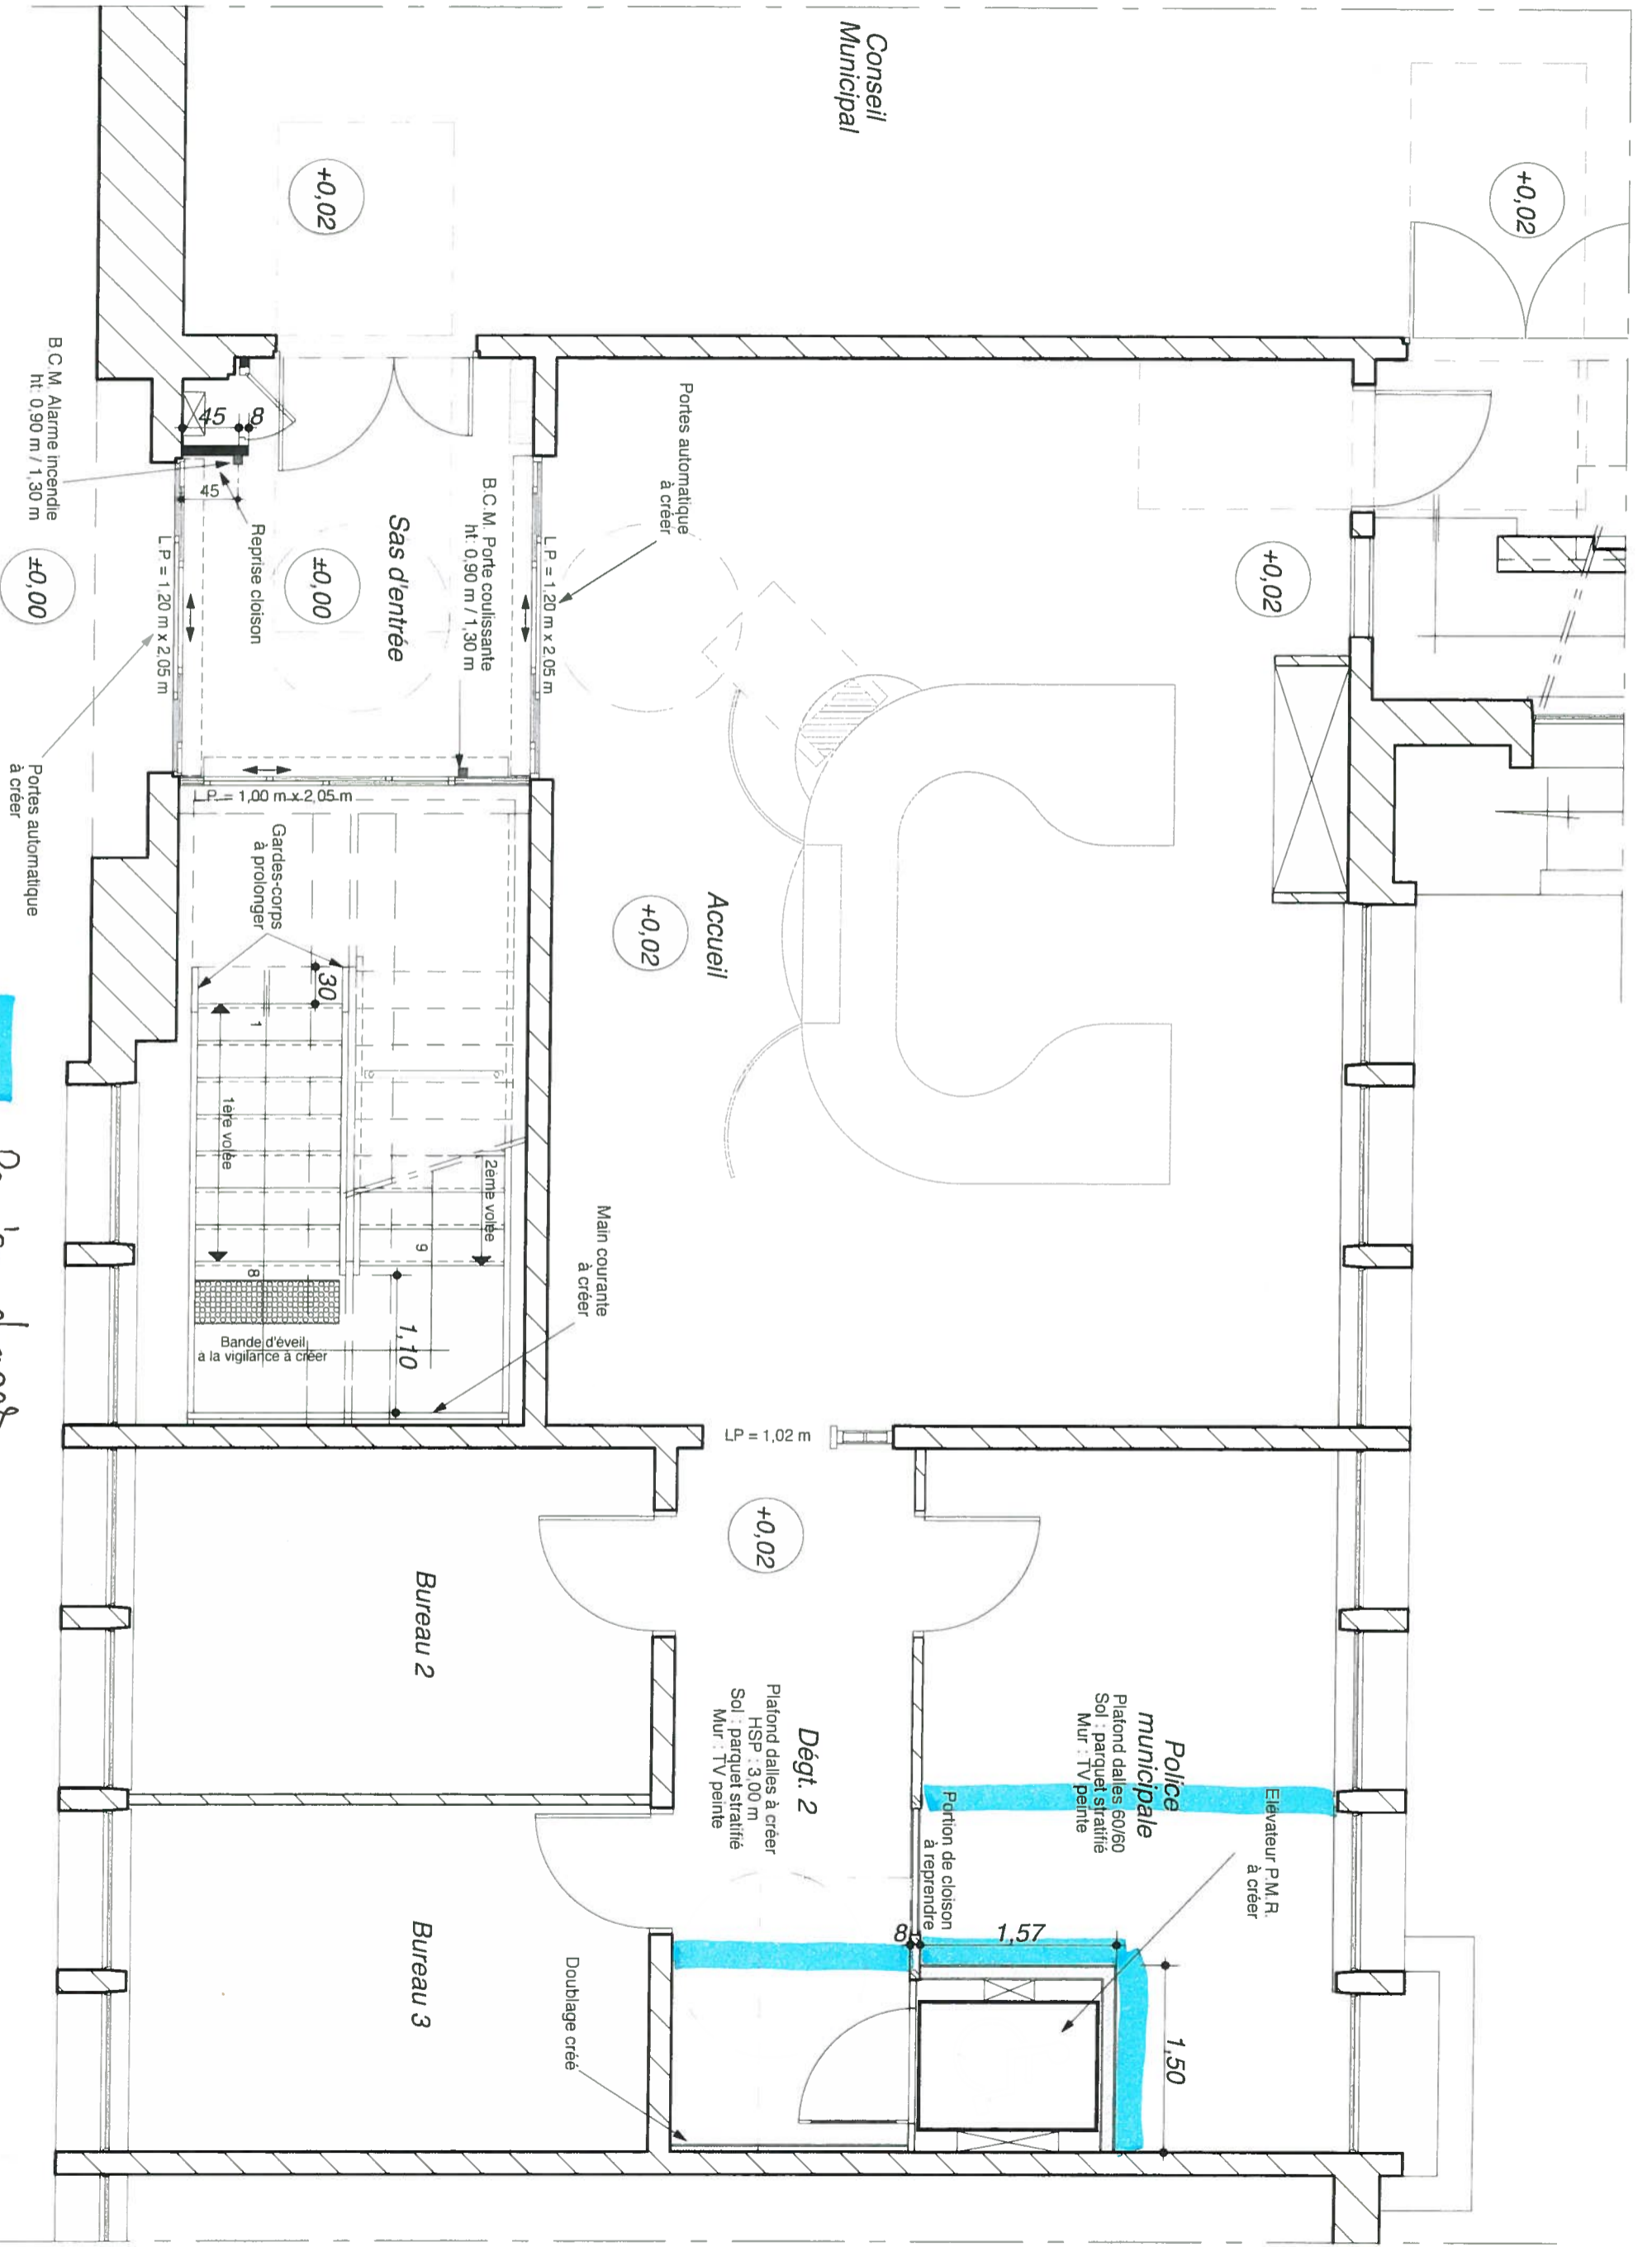 Conseil
Municipal
+0,02
+0,02
Portes automatique
à créer
+0,02
45
8
45
B.C.M. Alarme incendie
ht: 0,90 m / 1,30 m
Reprise cloison
Sas d'entrée
±0,00
B.C.M. Porte coulissante
ht: 0,90 m / 1,30 m
L.P = 1,20 m x 2,05 m
L.P = 1,20 m x 2,05 m
±0,00
Portes automatique
à créer
LP = 1,00 m x 2,05 m
Gardes-corps
à prolonger
30
1
1ère volée
2ème volée
9
8
Bande d'éveil
à la vigilance à créer
1,10
Main courante
à créer
Accueil
+0,02
LP = 1,02 m
+0,02
Bureau 2
Bureau 3
Dégt. 2
Plafond dalles à créer
HSP : 3,00 m
Sol : parquet stratifié
Mur : TV peinte
Police
municipale
Plafond dalles 60/60
Sol : parquet stratifié
Mur : TV peinte
Elévateur P.M.R.
à créer
Portion de cloison
à reprendre
8
1,57
1,50
Doublage créé